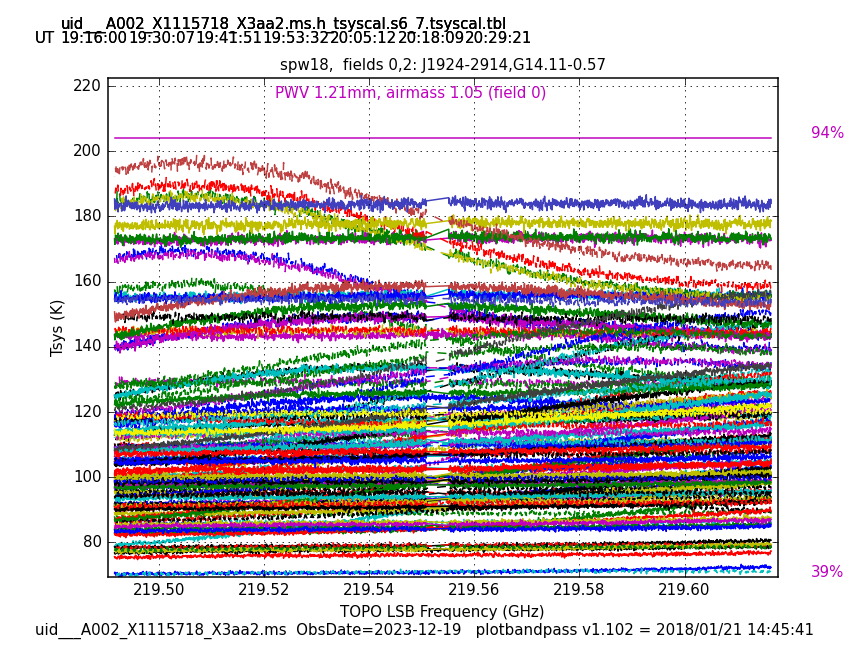 uid___A002_X1115718_X3aa2.ms.h_tsyscal.s6_7.tsyscal.tbl
UT 19:16:00 19:30:07 19:41:51 19:53:32 20:05:12 20:18:09 20:29:21
spw18, fields 0,2: J1924-2914,G14.11-0.57
220
PWV 1.21mm, airmass 1.05 (field 0)
94%
200
180
160
Tsys (K)
140
120
100
80
39%
219.50 219.52 219.54 219.56 219.58 219.60
TOPO LSB Frequency (GHz)
uid___A002_X1115718_X3aa2.ms ObsDate=2023-12-19 plotbandpass v1.102 = 2018/01/21 14:45:41